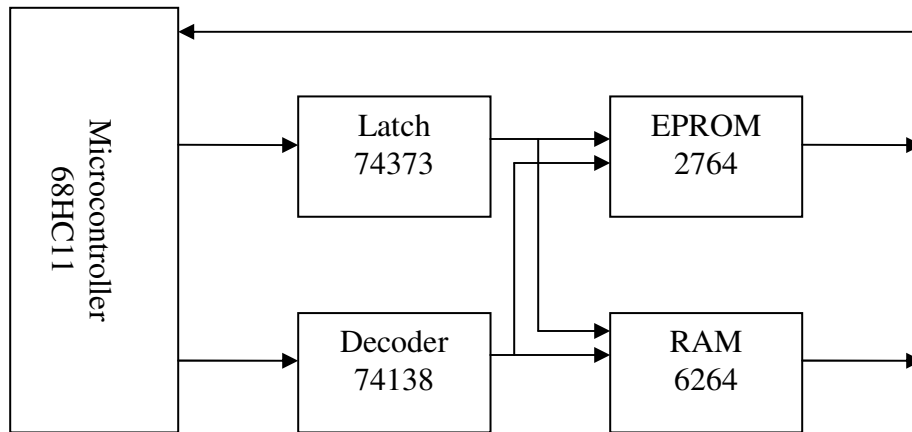 Microcontroller
68HC11
Latch
74373
EPROM
2764
Decoder
74138
RAM
6264